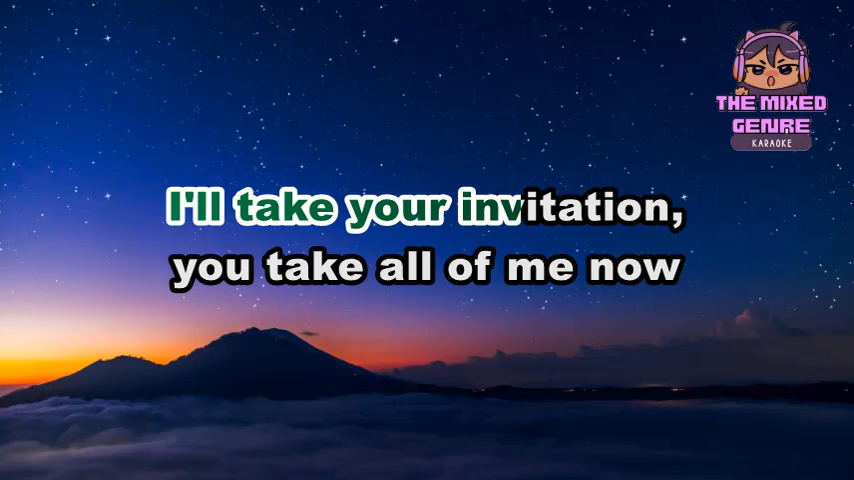 THE MIXED
GENRE
KARAOKE
I'll take your invitation,
you take all of me now